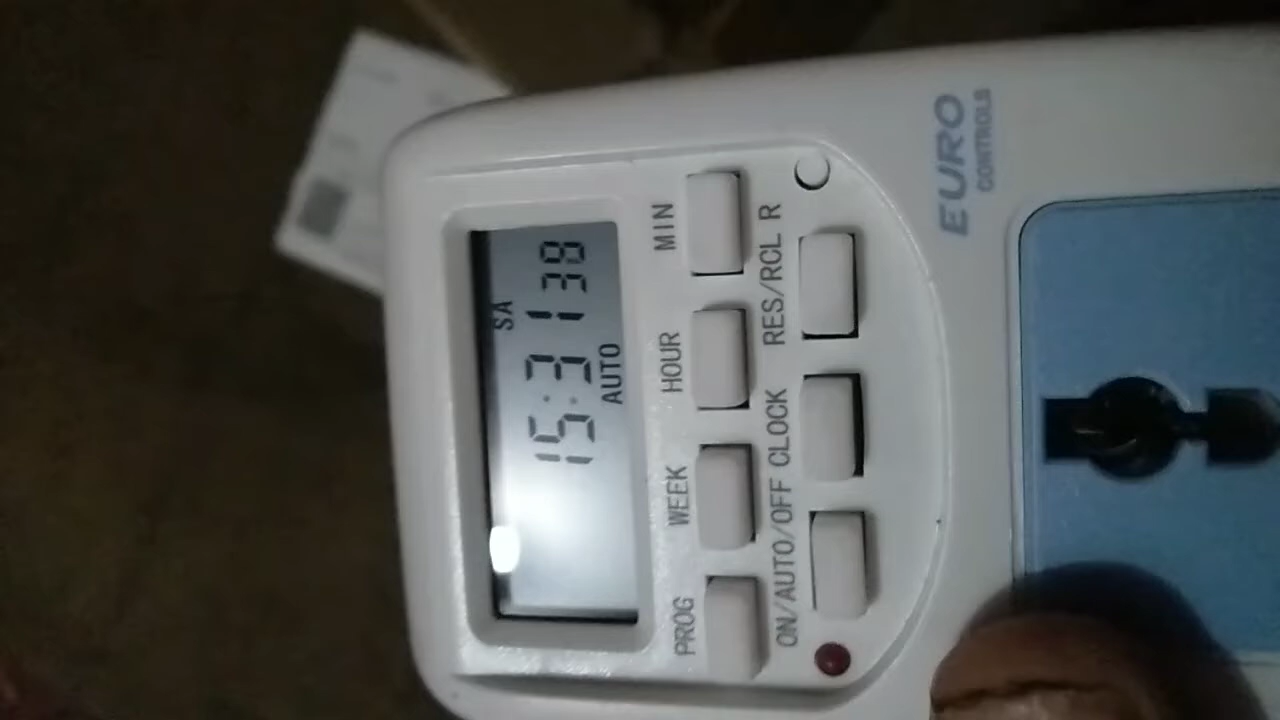 SA
15:31 38
AUTO
PROG WEEK HOUR MIN
ON/AUTO/OFF CLOCK RES/RCL R
EURO
CONTROLS